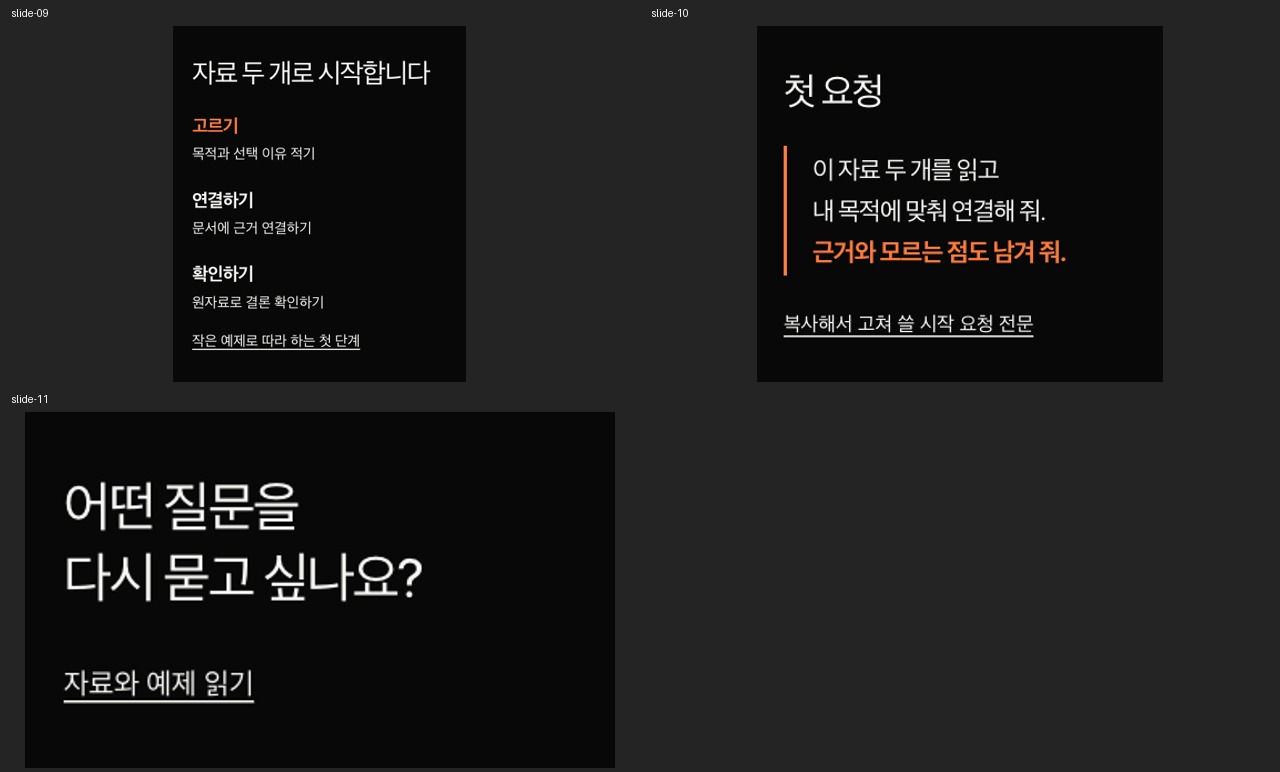 slide-09
자료 두 개로 시작합니다
고르기
목적과 선택 이유 적기
연결하기
문서에 근거 연결하기
확인하기
원자료로 결론 확인하기
작은 예제로 따라 하는 첫 단계
slide-10
첫 요청
이 자료 두 개를 읽고
내 목적에 맞춰 연결해 줘.
근거와 모르는 점도 남겨 줘.
복사해서 고쳐 쓸 시작 요청 전문
slide-11
어떤 질문을
다시 묻고 싶나요?
자료와 예제 읽기